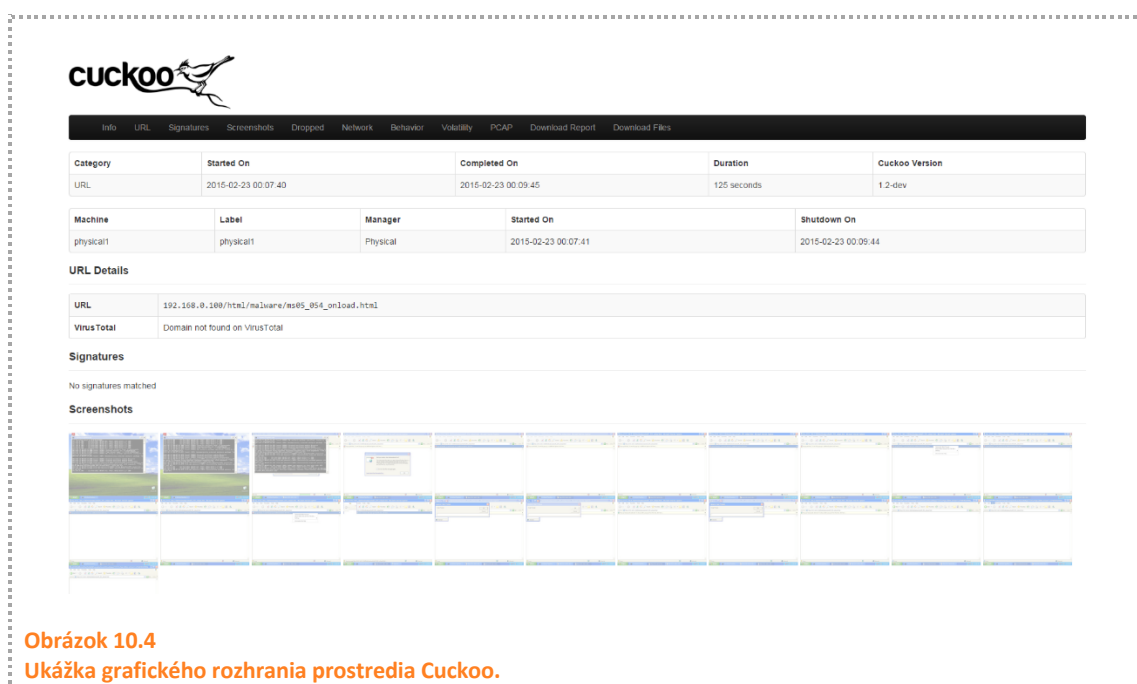 cuckoo
Info URL Signatures Screenshots Dropped Network Behavior Volatility PCAP Download Report Download Files
Category Started On Completed On Duration Cuckoo Version
URL 2015-02-23 00:07:40 2015-02-23 00:09:45 125 seconds 1.2-dev
Machine Label Manager Started On Shutdown On
physical1 physical1 Physical 2015-02-23 00:07:41 2015-02-23 00:09:44
URL Details
URL 192.168.0.100/html/malware/ms05_054_onload.html
VirusTotal Domain not found on VirusTotal
Signatures
No signatures matched
Screenshots
Obrázok 10.4
Ukážka grafického rozhrania prostredia Cuckoo.